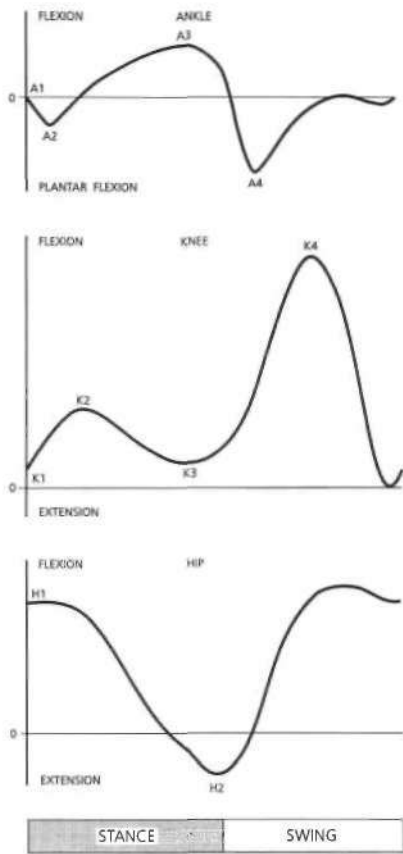 FLEXION ANKLE
A3
A1
0
A2
A4
PLANTAR FLEXION
FLEXION KNEE
K4
K2
K1
K3
0
EXTENSION
FLEXION HIP
H1
0
EXTENSION
H2
STANCE SWING